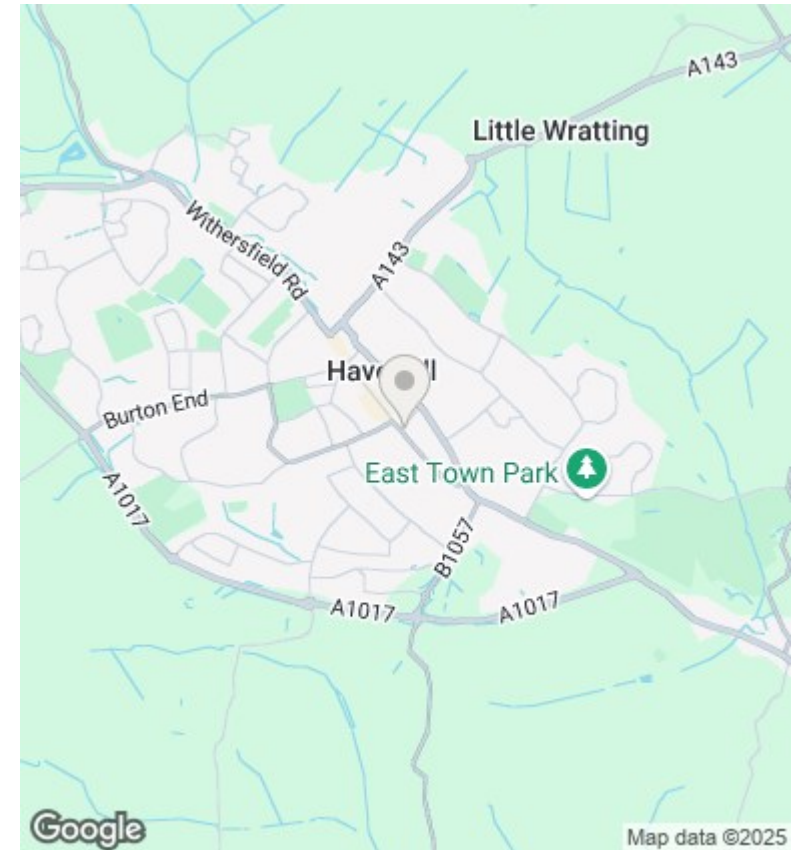 A143
Little Wratting
Withersfield Rd
A143
Burton End
East Town Park
A1017
B1057
A1017
A1017
Google
Map data ©2025